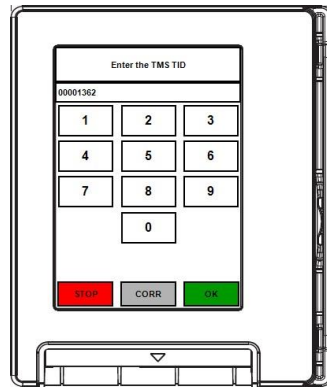 Enter the TMS TID
00001362
1 2 3
4 5 6
7 8 9
0
STOP CORR OK